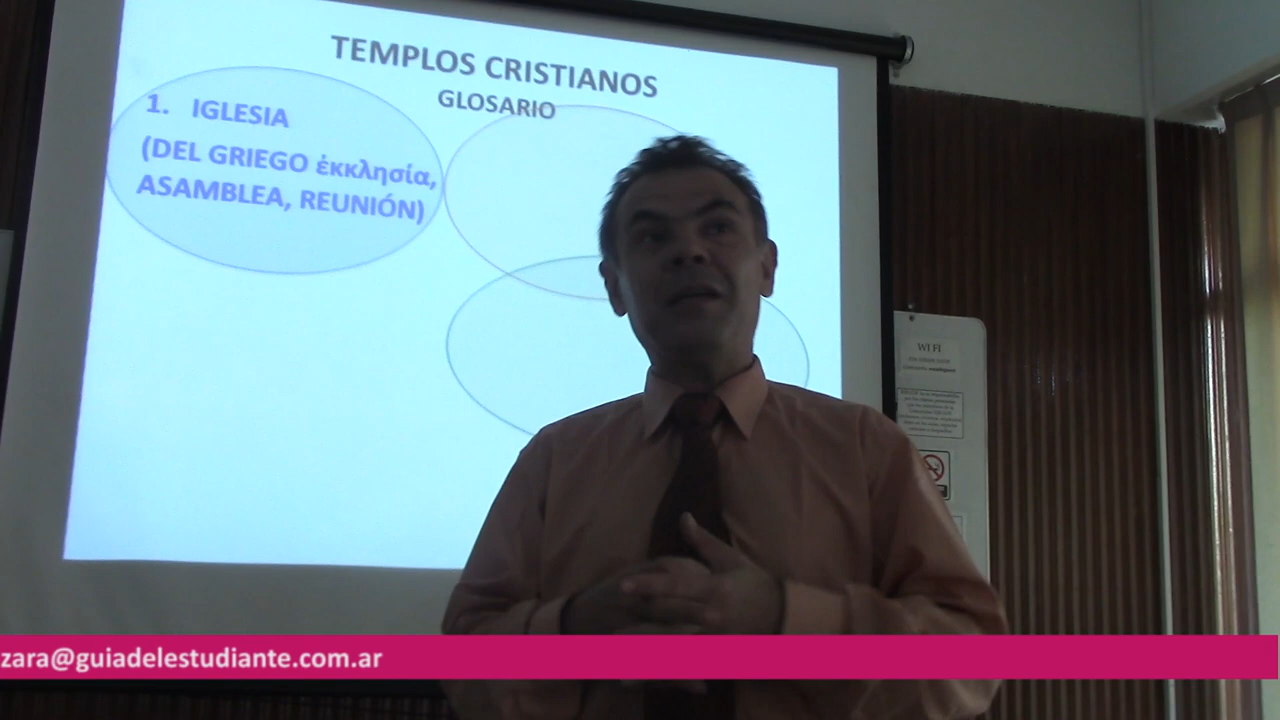 TEMPLOS CRISTIANOS
GLOSARIO
1. IGLESIA
(DEL GRIEGO ἐκκλησία,
ASAMBLEA, REUNIÓN)
WI FI
zara@guiadelestudiante.com.ar